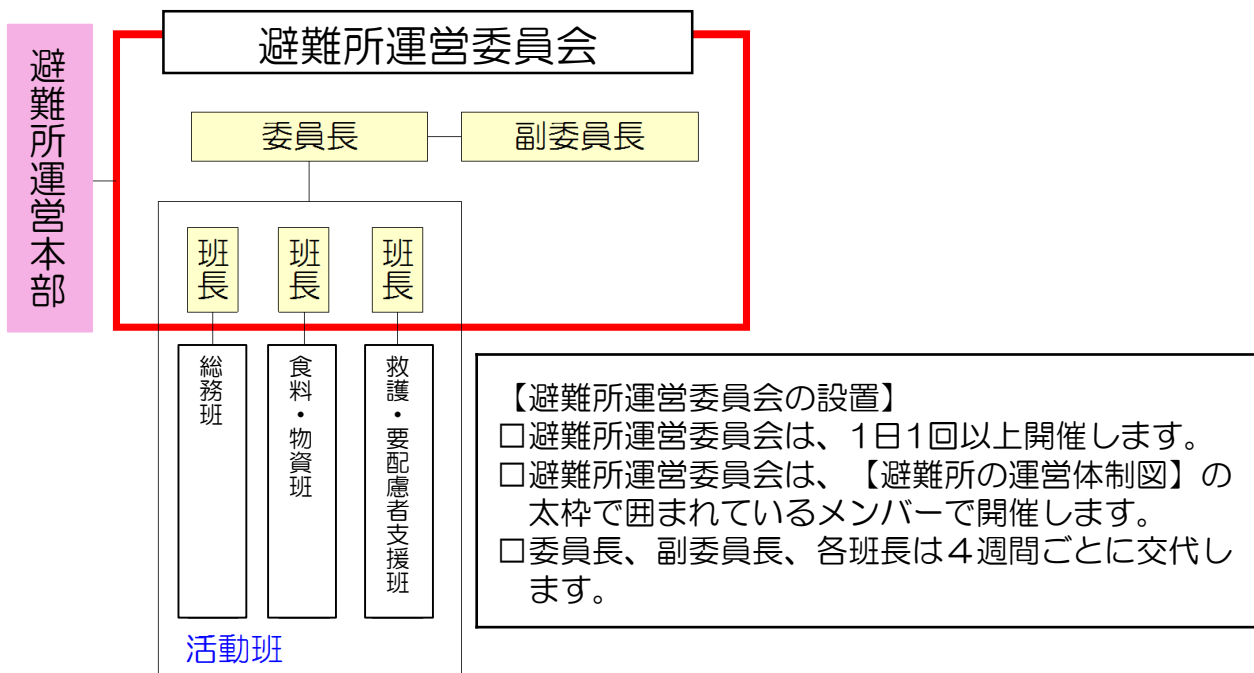 避難所運営委員会
避難所運営本部
委員長
副委員長
班長
班長
班長
総務班
食料・物資班
救護・要配慮者支援班
活動班
【避難所運営委員会の設置】
□避難所運営委員会は、1日1回以上開催します。
□避難所運営委員会は、【避難所の運営体制図】の
太枠で囲まれているメンバーで開催します。
□委員長、副委員長、各班長は４週間ごとに交代し
ます。